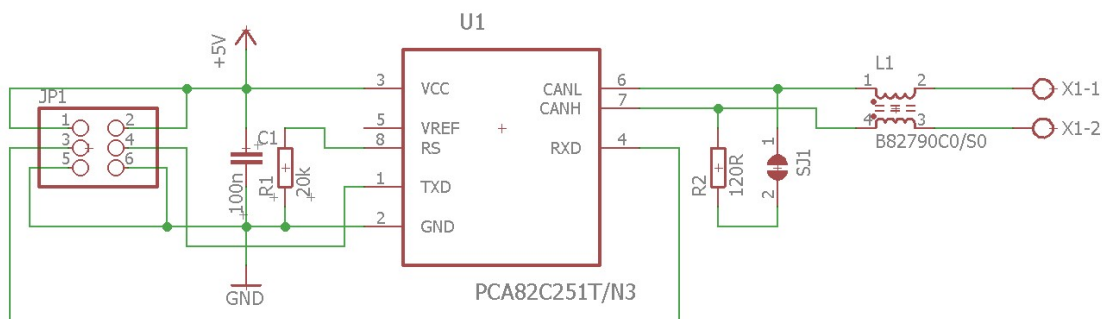 U1
+5V
L1
3 VCC CANL 6 1 2 X1-1
JP1
CANH 7
1 2 5 VREF 4 3 X1-2
3 4 C1 8 RS RXD 4 B82790C0/S0
5 6 100n R1 20k R2 120R 1 SJ1 2
1 TXD
2 GND
GND
PCA82C251T/N3